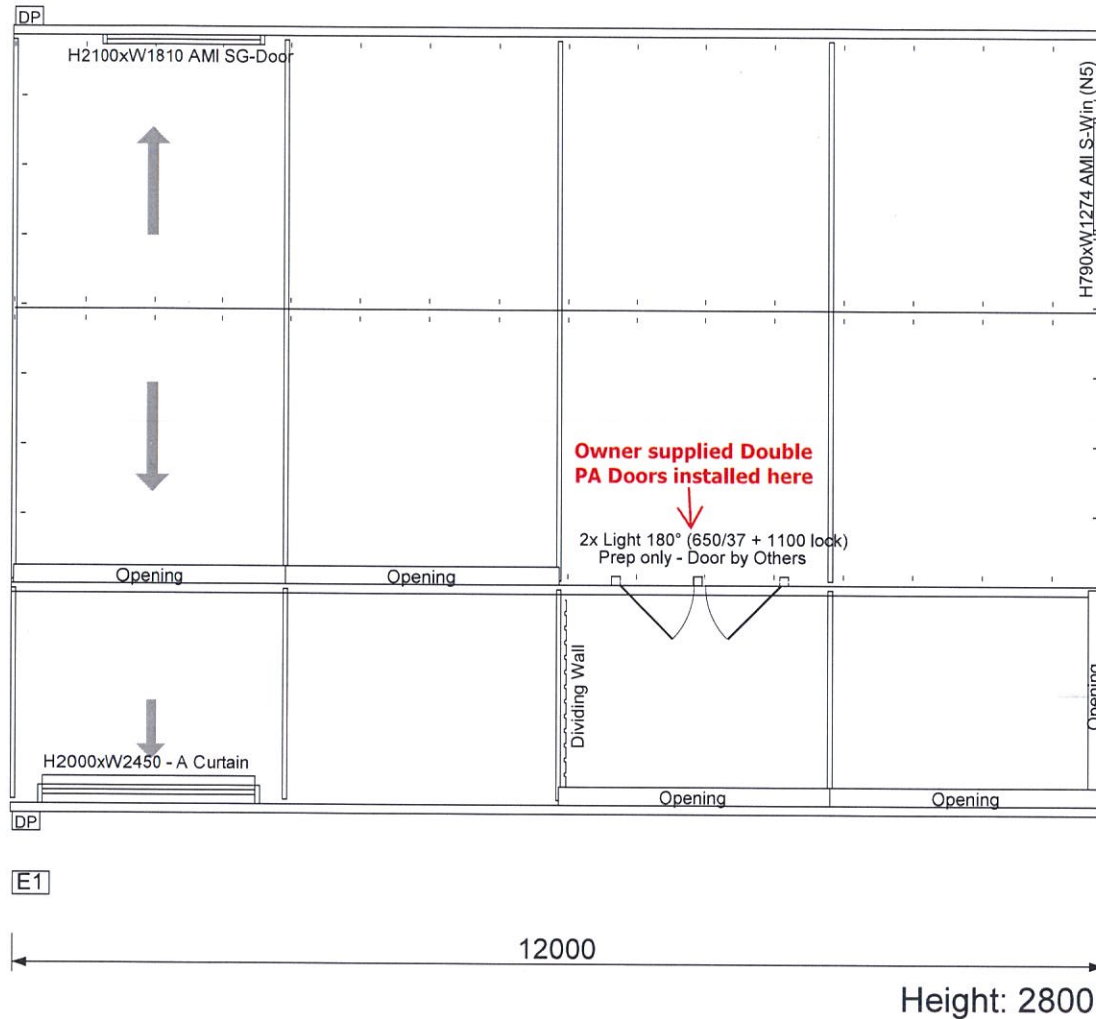 DP
H2100xW1810 AMI SG-Door
H790xW1274 AMI S-Win (N5)
Owner supplied Double
PA Doors installed here
2x Light 180° (650/37 + 1100 lock)
Prep only - Door by Others
Opening
Opening
Dividing Wall
Opening
H2000xW2450 - A Curtain
Opening
Opening
DP
E1
12000
Height: 2800